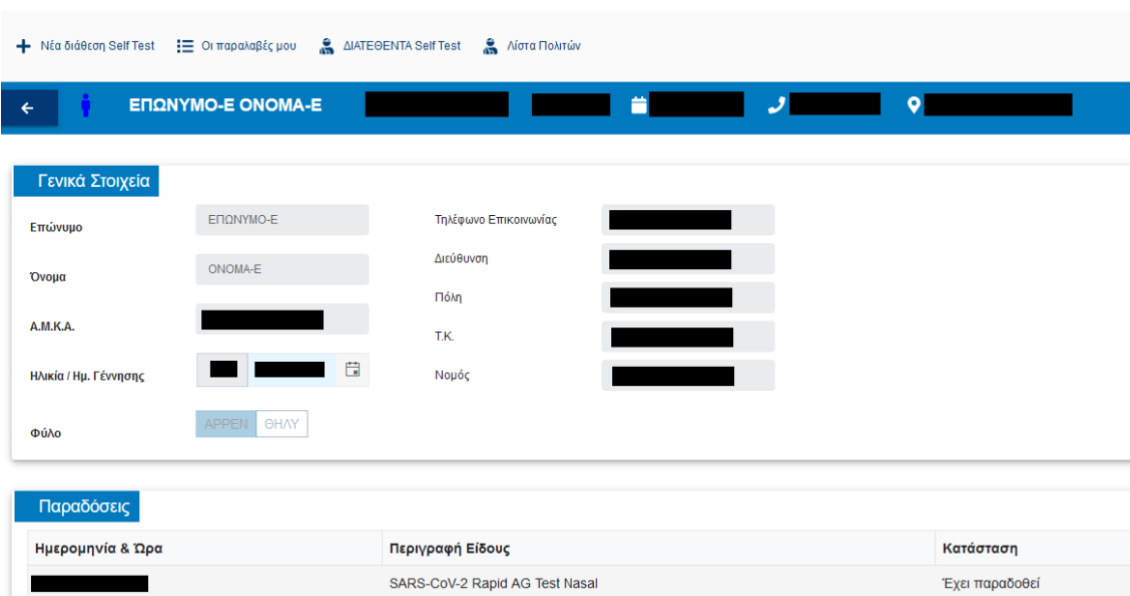 Νέα διάθεση Self Test Οι παραλαβές μου ΔΙΑΤΕΘΕΝΤΑ Self Test Λίστα Πολιτών
ΕΠΩΝΥΜΟ-Ε ΟΝΟΜΑ-Ε
Γενικά Στοιχεία
Επώνυμο ΕΠΩΝΥΜΟ-Ε
Όνομα ΟΝΟΜΑ-Ε
Α.Μ.Κ.Α.
Ηλικία / Ημ. Γέννησης
Φύλο ΑΡΡΕΝ ΘΗΛΥ
Τηλέφωνο Επικοινωνίας
Διεύθυνση
Πόλη
Τ.Κ.
Νομός
Παραδόσεις
Ημερομηνία & Ώρα Περιγραφή Είδους Κατάσταση
SARS-CoV-2 Rapid AG Test Nasal Έχει παραδοθεί